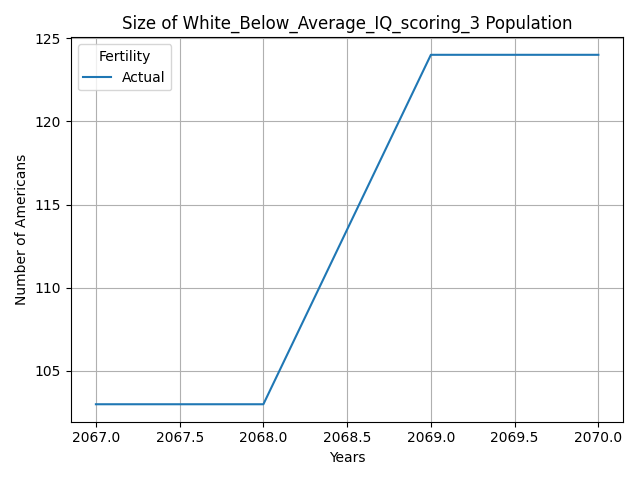 Size of White_Below_Average_IQ_scoring_3 Population
Fertility
Actual
Number of Americans
125
120
115
110
105
2067.0 2067.5 2068.0 2068.5 2069.0 2069.5 2070.0
Years